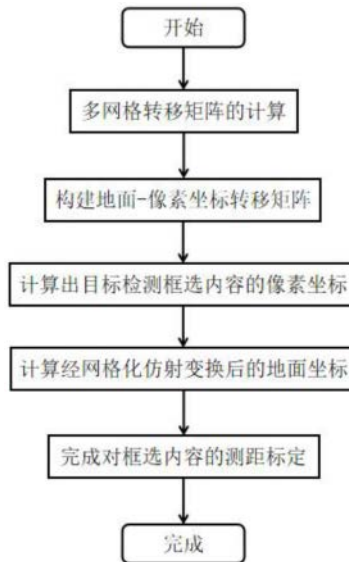 开始
多网格转移矩阵的计算
构建地面-像素坐标转移矩阵
计算出目标检测框选内容的像素坐标
计算经网格化仿射变换后的地面坐标
完成对框选内容的测距标定
完成